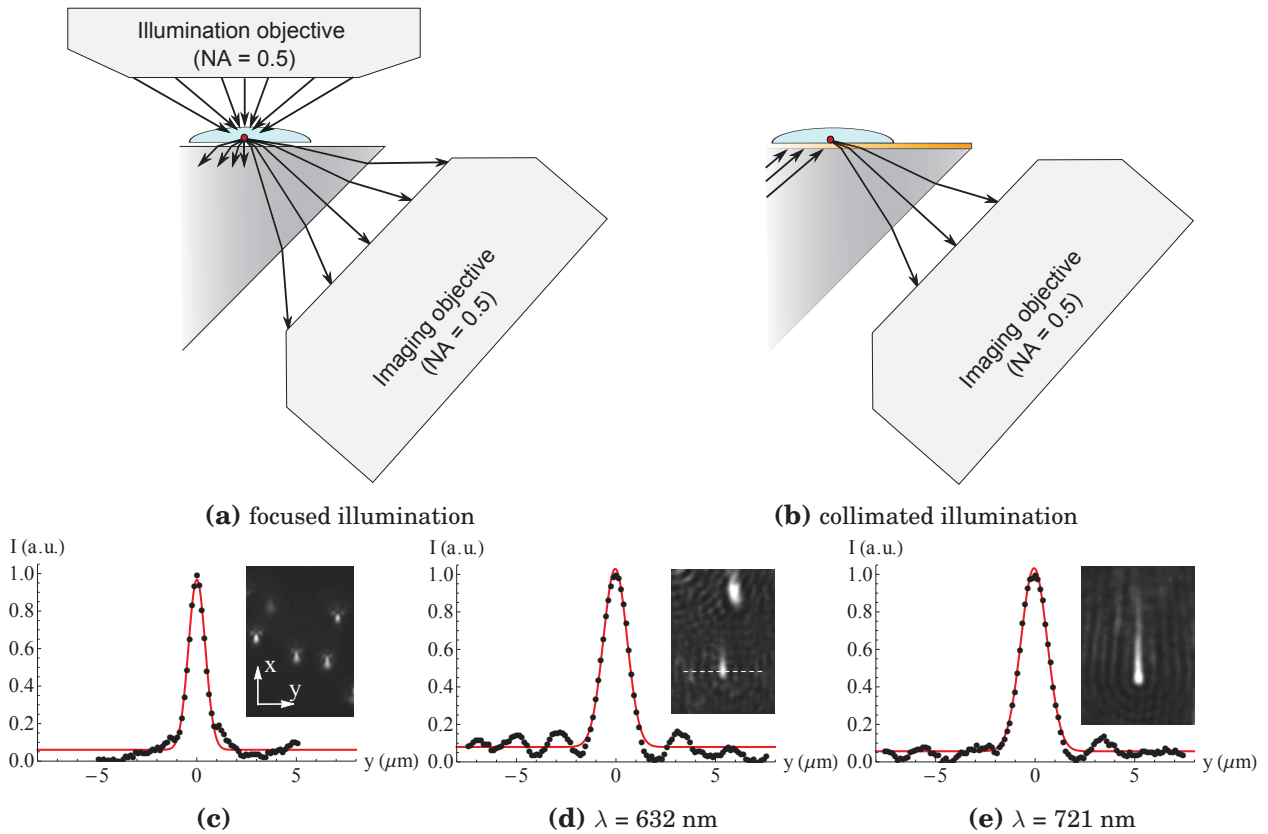 Illumination objective
(NA = 0.5)
Imaging objective
(NA = 0.5)
Imaging objective
(NA = 0.5)
(a) focused illumination
(b) collimated illumination
I (a.u.)
1.0
0.8
0.6
0.4
0.2
0.0
−5
0
5
y (μm)
x
y
(c)
I (a.u.)
1.0
0.8
0.6
0.4
0.2
0.0
−5
0
5
y (μm)
(d) λ = 632 nm
I (a.u.)
1.0
0.8
0.6
0.4
0.2
0.0
−5
0
5
y (μm)
(e) λ = 721 nm